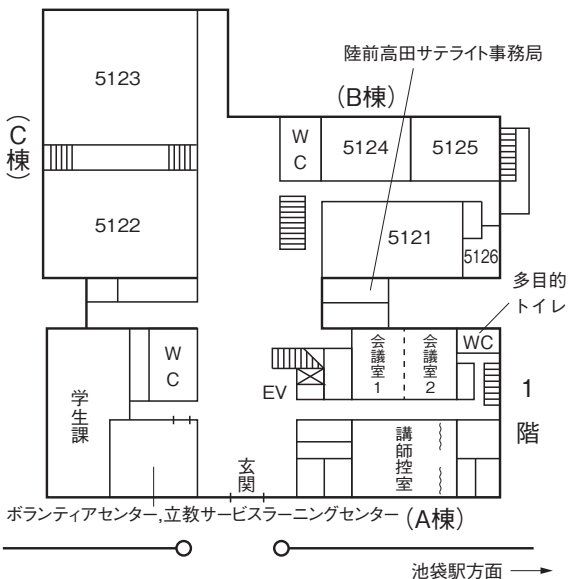 陸前高田サテライト事務局
5123
(B棟)
(C棟)
WC
5124
5125
5122
5121
5126
多目的
トイレ
WC
学生課
EV
会議室1
会議室2
WC
1階
講師控室
玄関
ボランティアセンター,立教サービスラーニングセンター
(A棟)
池袋駅方面